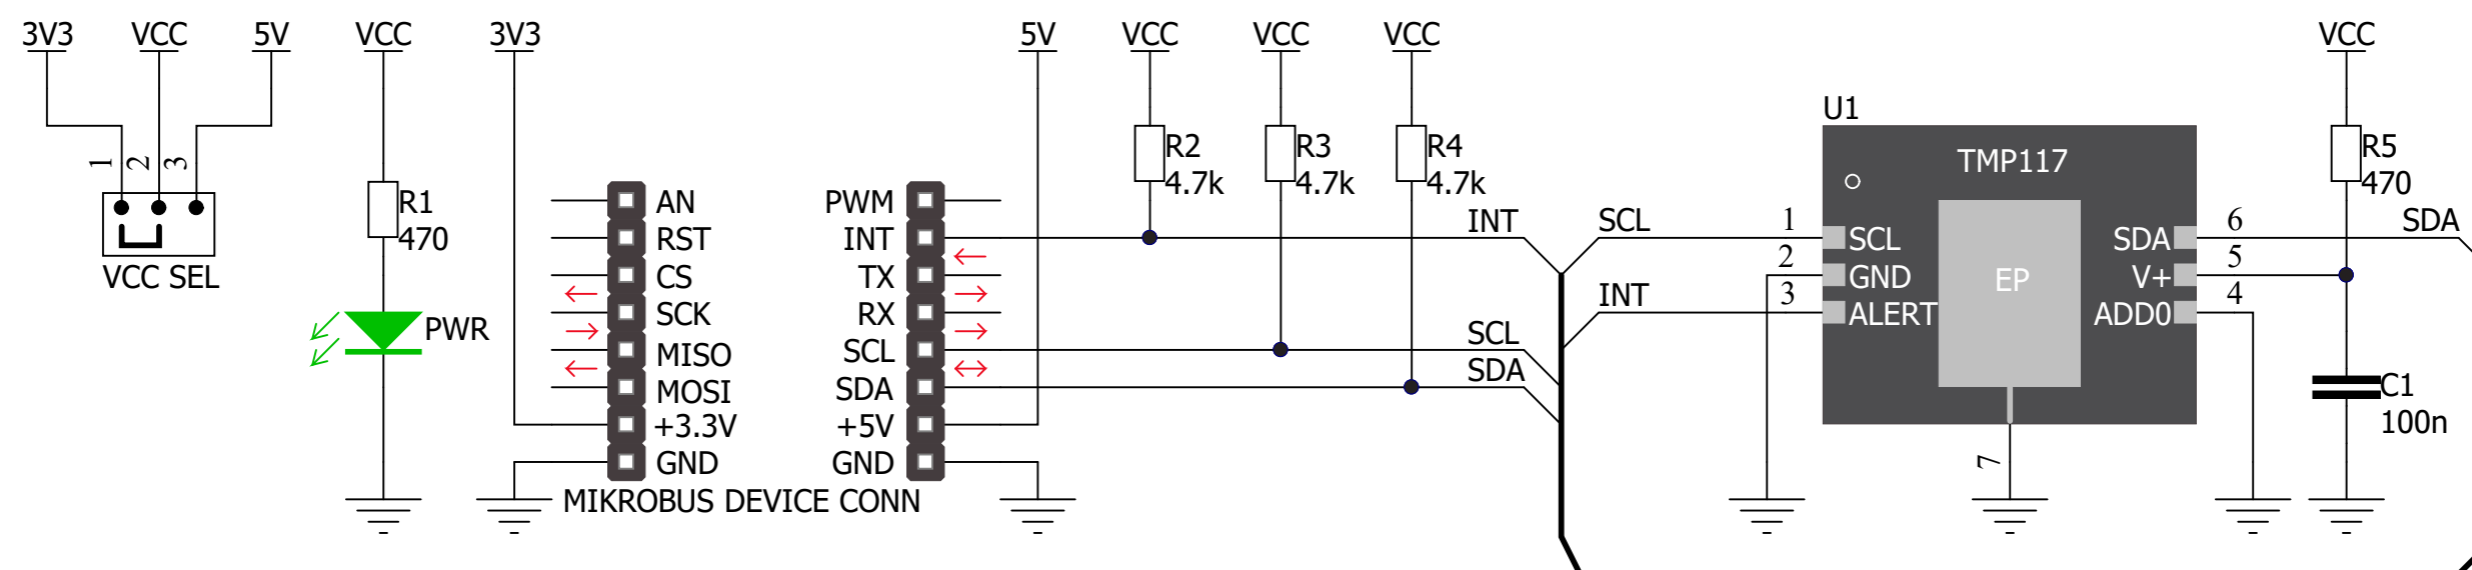 3V3 VCC 5V VCC 3V3 5V VCC VCC VCC VCC
1 2 3
VCC SEL
R1
470
PWR
AN
RST
CS
SCK
MISO
MOSI
+3.3V
GND
PWM
INT
TX
RX
SCL
SDA
+5V
GND
MIKROBUS DEVICE CONN
R2
4.7k
R3
4.7k
R4
4.7k
INT
SCL
SDA
SCL
INT
U1
TMP117
EP
1
2
3
SCL
GND
ALERT
SDA
V+
ADD0
6
5
4
7
SDA
R5
470
C1
100n